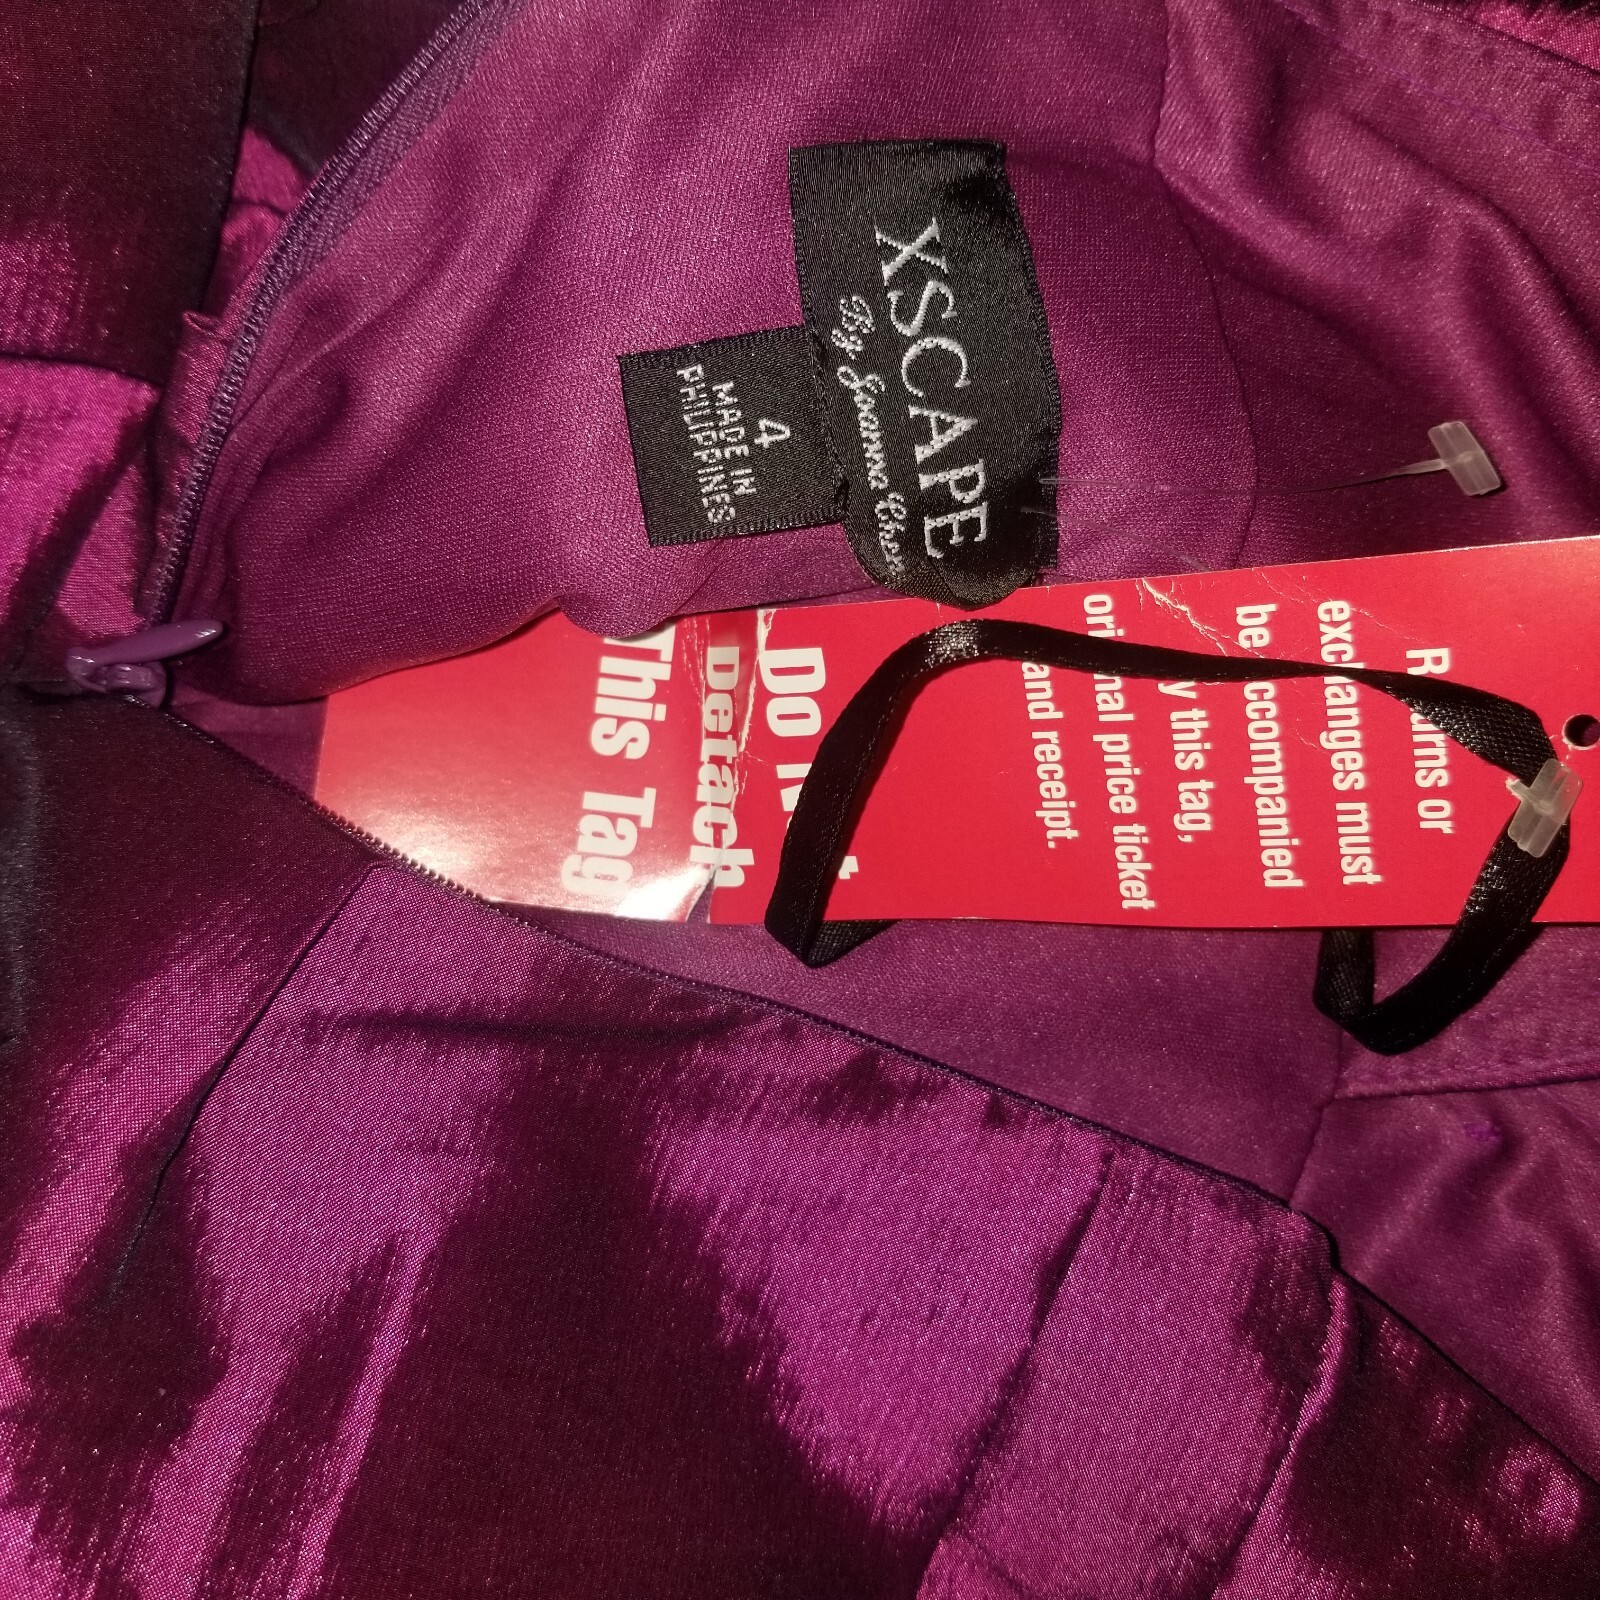 XSCAPE
By Joanna Chen
4
MADE IN
PHILIPPINES
Returns or
exchanges must
be accompanied
by this tag,
original price ticket
and receipt.
Do Not
Detach
This Tag